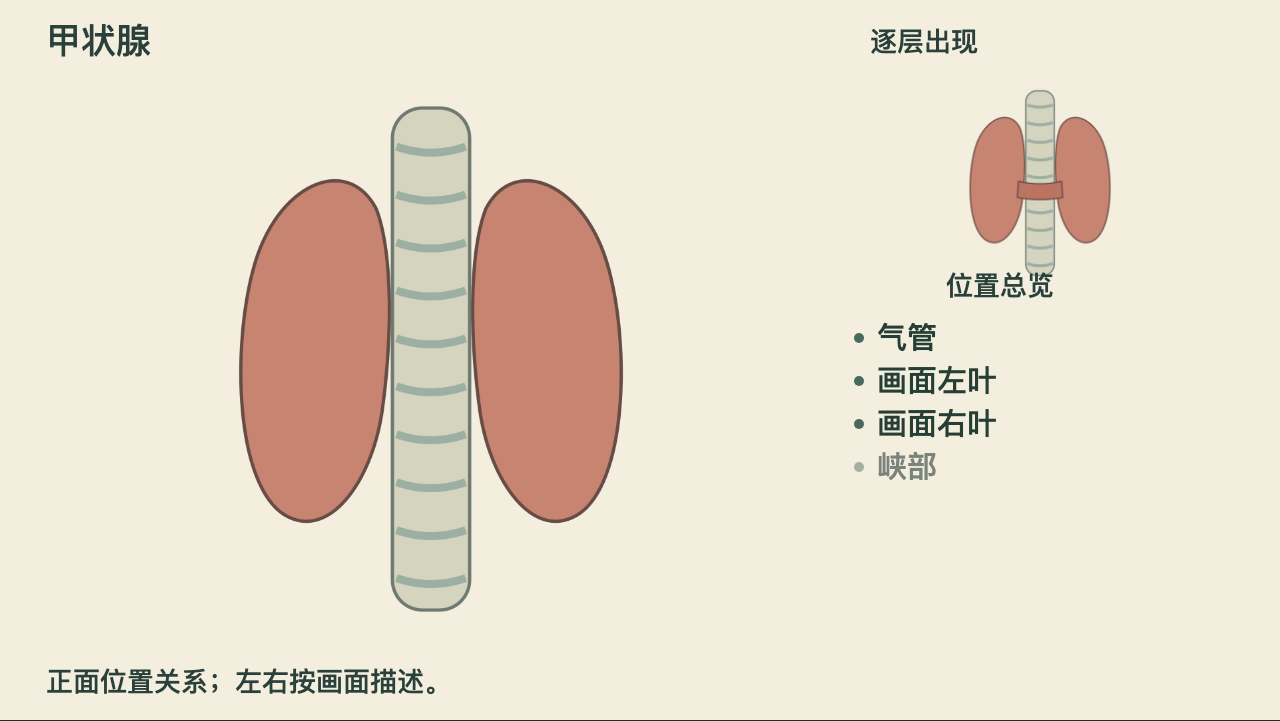 甲状腺
逐层出现
位置总览
气管
画面左叶
画面右叶
峡部
正面位置关系；左右按画面描述。